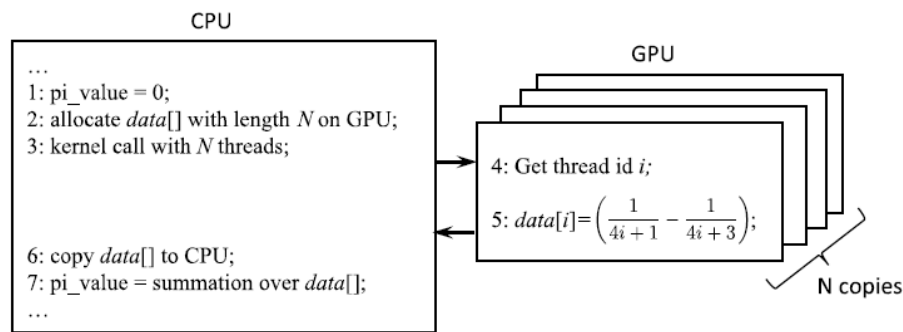 CPU
…
1: pi_value = 0;
2: allocate data[] with length N on GPU;
3: kernel call with N threads;
6: copy data[] to CPU;
7: pi_value = summation over data[];
…
GPU
4: Get thread id i;
5: data[i]=(1/(4i + 1) − 1/(4i + 3));
N copies